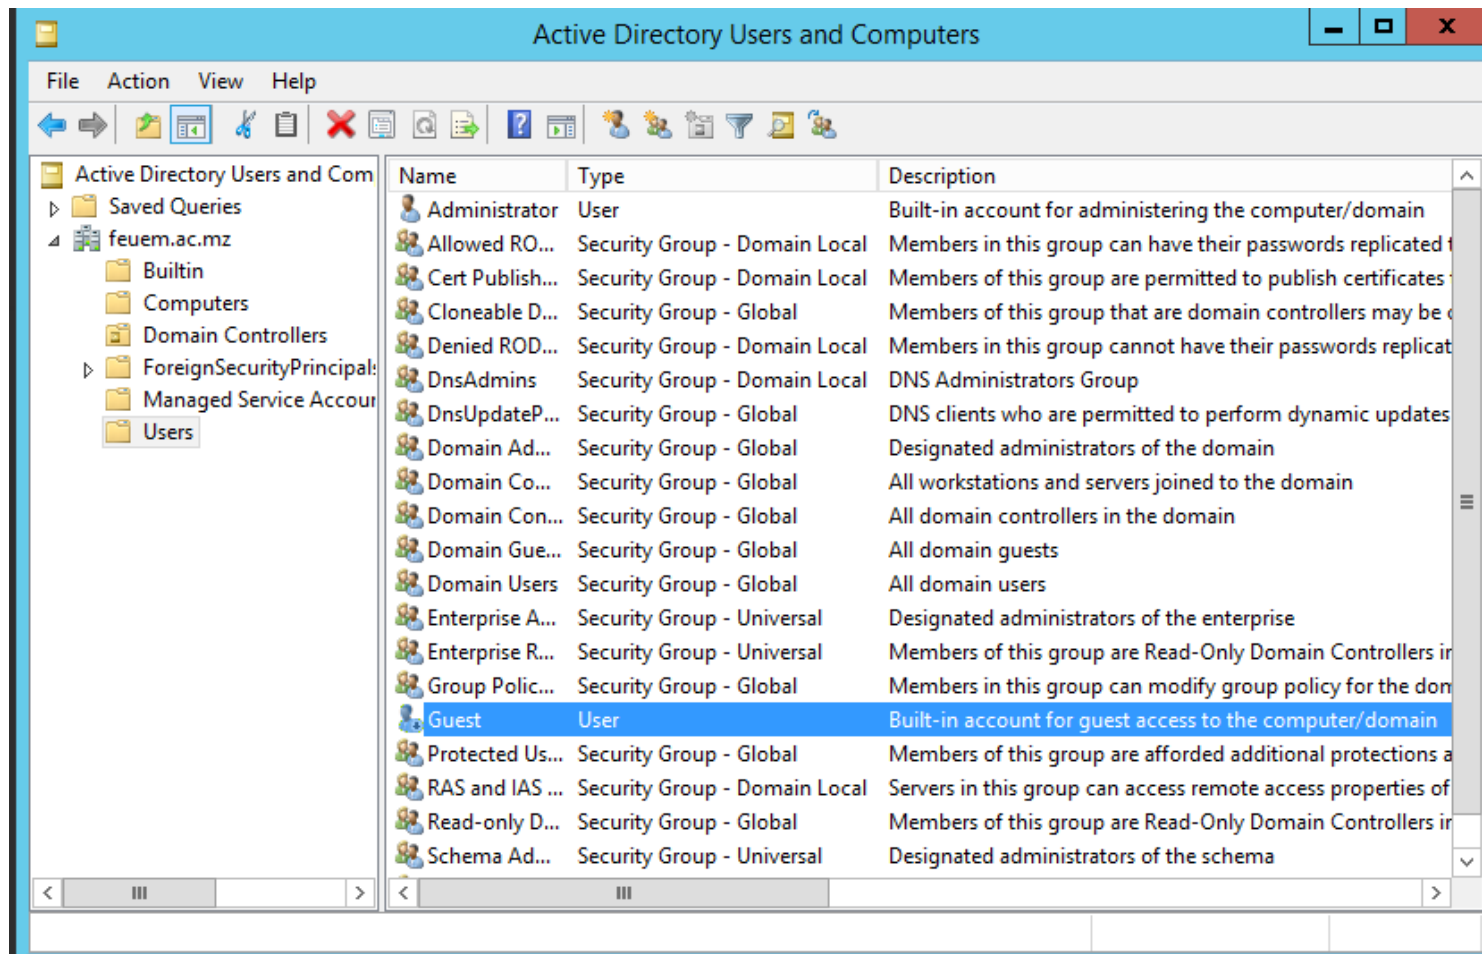 Active Directory Users and Computers
File Action View Help
Active Directory Users and Com
Saved Queries
feuem.ac.mz
Builtin
Computers
Domain Controllers
ForeignSecurityPrincipals
Managed Service Accour
Users
Name Type Description
Administrator User Built-in account for administering the computer/domain
Allowed RO... Security Group - Domain Local Members in this group can have their passwords replicated t
Cert Publish... Security Group - Domain Local Members of this group are permitted to publish certificates
Cloneable D... Security Group - Global Members of this group that are domain controllers may be c
Denied ROD... Security Group - Domain Local Members in this group cannot have their passwords replicat
DnsAdmins Security Group - Domain Local DNS Administrators Group
DnsUpdateP... Security Group - Global DNS clients who are permitted to perform dynamic updates
Domain Ad... Security Group - Global Designated administrators of the domain
Domain Co... Security Group - Global All workstations and servers joined to the domain
Domain Con... Security Group - Global All domain controllers in the domain
Domain Gue... Security Group - Global All domain guests
Domain Users Security Group - Global All domain users
Enterprise A... Security Group - Universal Designated administrators of the enterprise
Enterprise R... Security Group - Universal Members of this group are Read-Only Domain Controllers in
Group Polic... Security Group - Global Members in this group can modify group policy for the dom
Guest User Built-in account for guest access to the computer/domain
Protected Us... Security Group - Global Members of this group are afforded additional protections a
RAS and IAS ... Security Group - Domain Local Servers in this group can access remote access properties of
Read-only D... Security Group - Global Members of this group are Read-Only Domain Controllers in
Schema Ad... Security Group - Universal Designated administrators of the schema